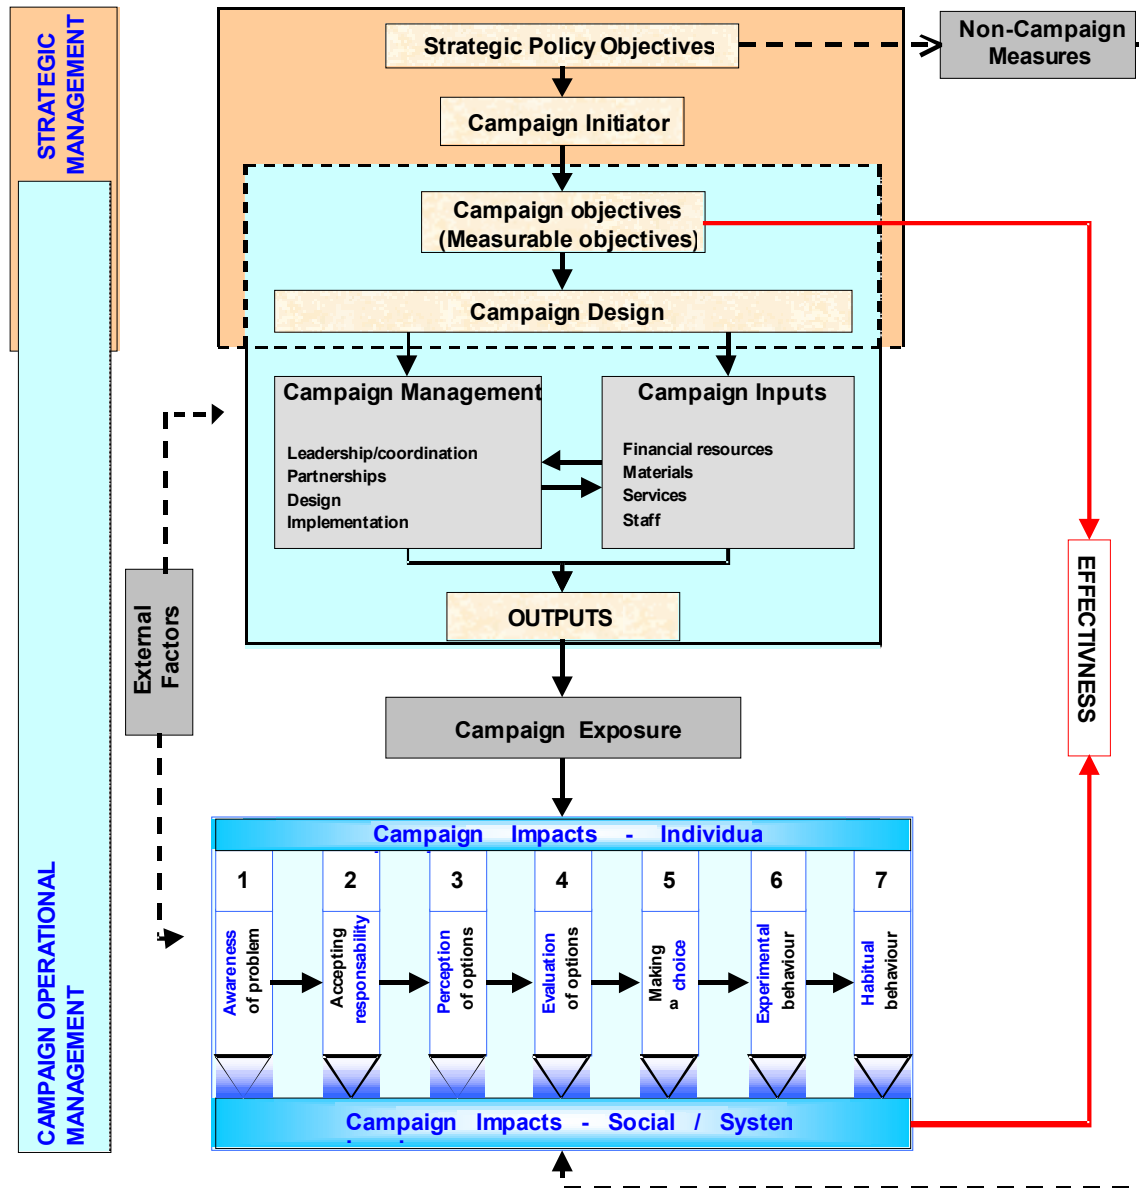 STRATEGIC
MANAGEMENT
Strategic Policy Objectives
Non-Campaign
Measures
Campaign Initiator
Campaign objectives
(Measurable objectives)
Campaign Design
Campaign Management
Leadership/coordination
Partnerships
Design
Implementation
Campaign Inputs
Financial resources
Materials
Services
Staff
External
Factors
OUTPUTS
EFFECTIVNESS
Campaign Exposure
CAMPAIGN OPERATIONAL
MANAGEMENT
Campaign Impacts - Individua
1
2
3
4
5
6
7
Awareness
of problem
Accepting
responsability
Perception
of options
Evaluation
of options
Making
a choice
Experimental
behaviour
Habitual
behaviour
Campaign Impacts - Social / System